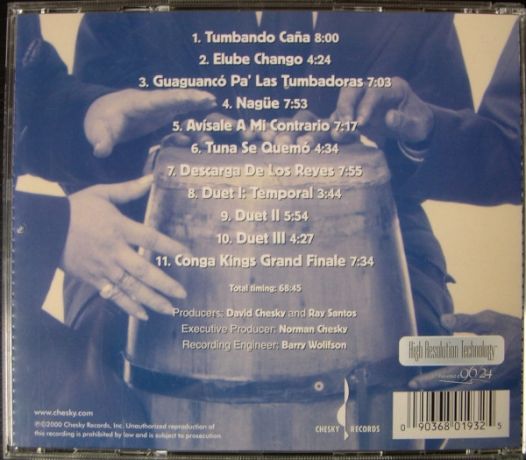 1. Tumbando Caña 8:00
2. Elube Chango 4:24
3. Guaguancó Pa' Las Tumbadoras 7:03
4. Nagüe 7:53
5. Avísale A Mi Contrario 7:17
6. Tuna Se Quemó 4:34
7. Descarga De Los Reyes 7:55
8. Duet I: Temporal 3:44
9. Duet II 5:54
10. Duet III 4:27
11. Conga Kings Grand Finale 7:34
Total timing: 68:45
Producers: David Chesky and Ray Santos
Executive Producer: Norman Chesky
Recording Engineer: Barry Wolifson
High Resolution Technology
96/24
www.chesky.com
℗©2000 Chesky Records, Inc. Unauthorized reproduction of
this recording is prohibited by law and is subject to prosecution.
CHESKY RECORDS
0 90368 01932 5